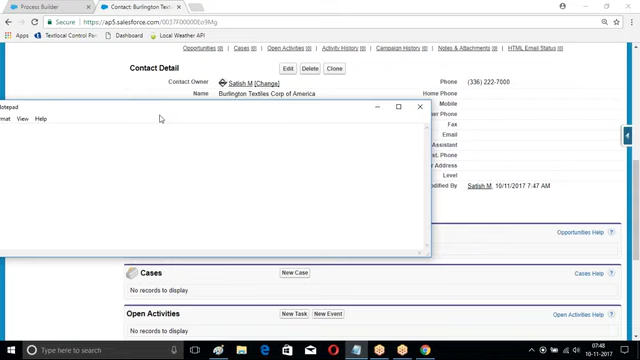 Process Builder
Contact: Burlington Text
Secure
https://ap5.salesforce.com/0037F00000Eo9Mg
Apps
Textlocal Control Pan
Dashboard
Local Weather API
Opportunities [0]
Cases [0]
Open Activities [0]
Activity History [0]
Campaign History [0]
Notes & Attachments [0]
HTML Email Status [0]
Contact Detail
Edit
Delete
Clone
Contact Owner
Satish M [Change]
Phone
(336) 222-7000
Name
Burlington Textiles Corp of America
Home Phone
Mobile
Fax
Email
Assistant
st. Phone
r Address
Level
odified By
Satish M, 10/11/2017 7:47 AM
otepad
rmat
View
Help
Opportunities Help
Cases
New Case
Cases Help
No records to display
Open Activities
New Task
New Event
Open Activities Help
No records to display
Type here to search
07:48
10-11-2017